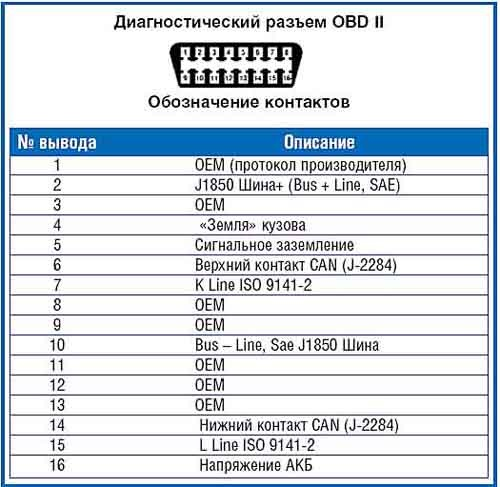 Диагностический разъем OBD II
1 2 3 4 5 6 7 8
9 10 11 12 13 14 15 16
Обозначение контактов
№ вывода Описание
1 OEM (протокол производителя)
2 J1850 Шина+ (Bus + Line, SAE)
3 OEM
4 «Земля» кузова
5 Сигнальное заземление
6 Верхний контакт CAN (J-2284)
7 K Line ISO 9141-2
8 OEM
9 OEM
10 Bus – Line, Sae J1850 Шина
11 OEM
12 OEM
13 OEM
14 Нижний контакт CAN (J-2284)
15 L Line ISO 9141-2
16 Напряжение АКБ